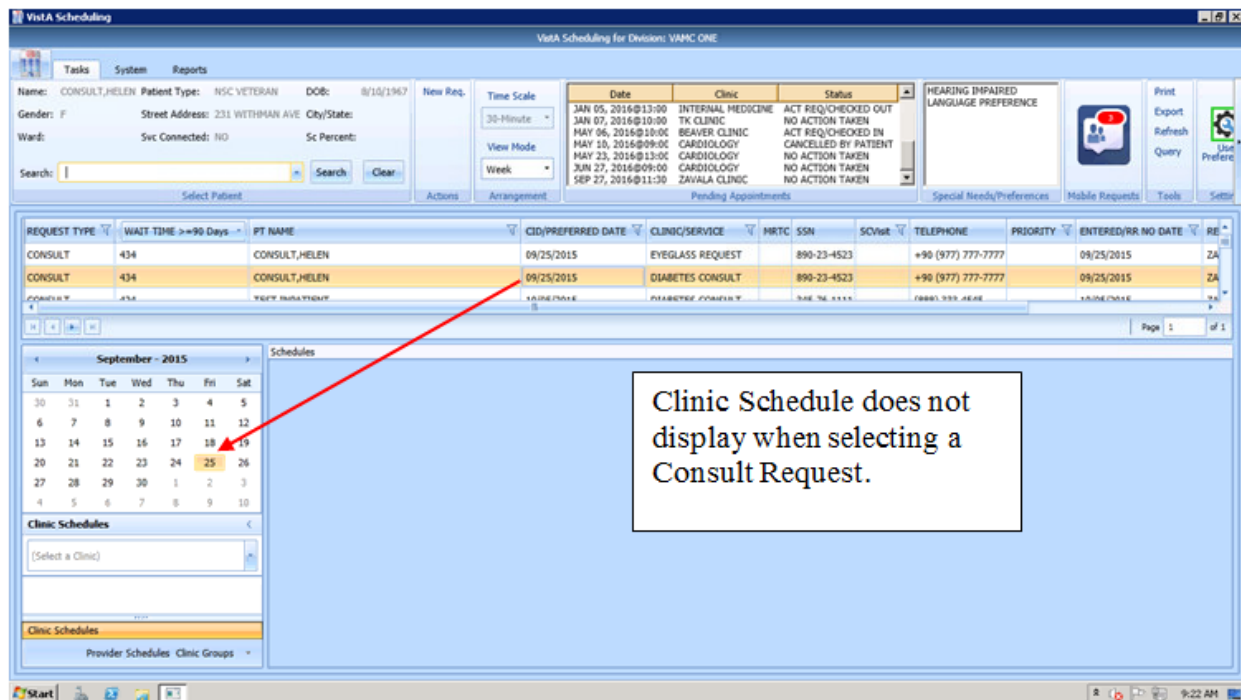 VistA Scheduling
VistA Scheduling for Division: VAMC ONE
Tasks System Reports
Name: CONSULT,HELEN Patient Type: NSC VETERAN DOB: 8/10/1967
Gender: F Street Address: 231 WITHMAN AVE City/State:
Ward: Svc Connected: NO Sc Percent:
Search: Search Clear
Select Patient
New Req.
Actions
Time Scale
30-Minute
View Mode
Week
Arrangement
Date Clinic Status
JAN 05, 2016@13:00 INTERNAL MEDICINE ACT REQ/CHECKED OUT
JAN 07, 2016@10:00 TK CLINIC NO ACTION TAKEN
MAY 06, 2016@10:00 BEAVER CLINIC ACT REQ/CHECKED IN
MAY 10, 2016@09:00 CARDIOLOGY CANCELLED BY PATIENT
MAY 23, 2016@13:00 CARDIOLOGY NO ACTION TAKEN
JUN 27, 2016@09:00 CARDIOLOGY NO ACTION TAKEN
SEP 27, 2016@11:30 ZAVALA CLINIC NO ACTION TAKEN
Pending Appointments
HEARING IMPAIRED
LANGUAGE PREFERENCE
Special Needs/Preferences
3
Mobile Requests
Print
Export
Refresh
Query
Tools
Use
Prefere
Settin
REQUEST TYPE WAIT TIME >=90 Days PT NAME CID/PREFERRED DATE CLINIC/SERVICE MRTC SSN SCVisit TELEPHONE PRIORITY ENTERED/RR NO DATE RE
CONSULT 434 CONSULT,HELEN 09/25/2015 EYEGLASS REQUEST 890-23-4523 +90 (977) 777-7777 09/25/2015 ZA
CONSULT 434 CONSULT,HELEN 09/25/2015 DIABETES CONSULT 890-23-4523 +90 (977) 777-7777 09/25/2015 ZA
CONSULT 434 TEST INPATIENT DIABETES CONSULT
Page 1 of 1
September - 2015
Sun Mon Tue Wed Thu Fri Sat
30 31 1 2 3 4 5
6 7 8 9 10 11 12
13 14 15 16 17 18 19
20 21 22 23 24 25 26
27 28 29 30 1 2 3
4 5 6 7 8 9 10
Clinic Schedules
(Select a Clinic)
Clinic Schedules
Provider Schedules Clinic Groups
Schedules
Clinic Schedule does not
display when selecting a
Consult Request.
Start
9:22 AM